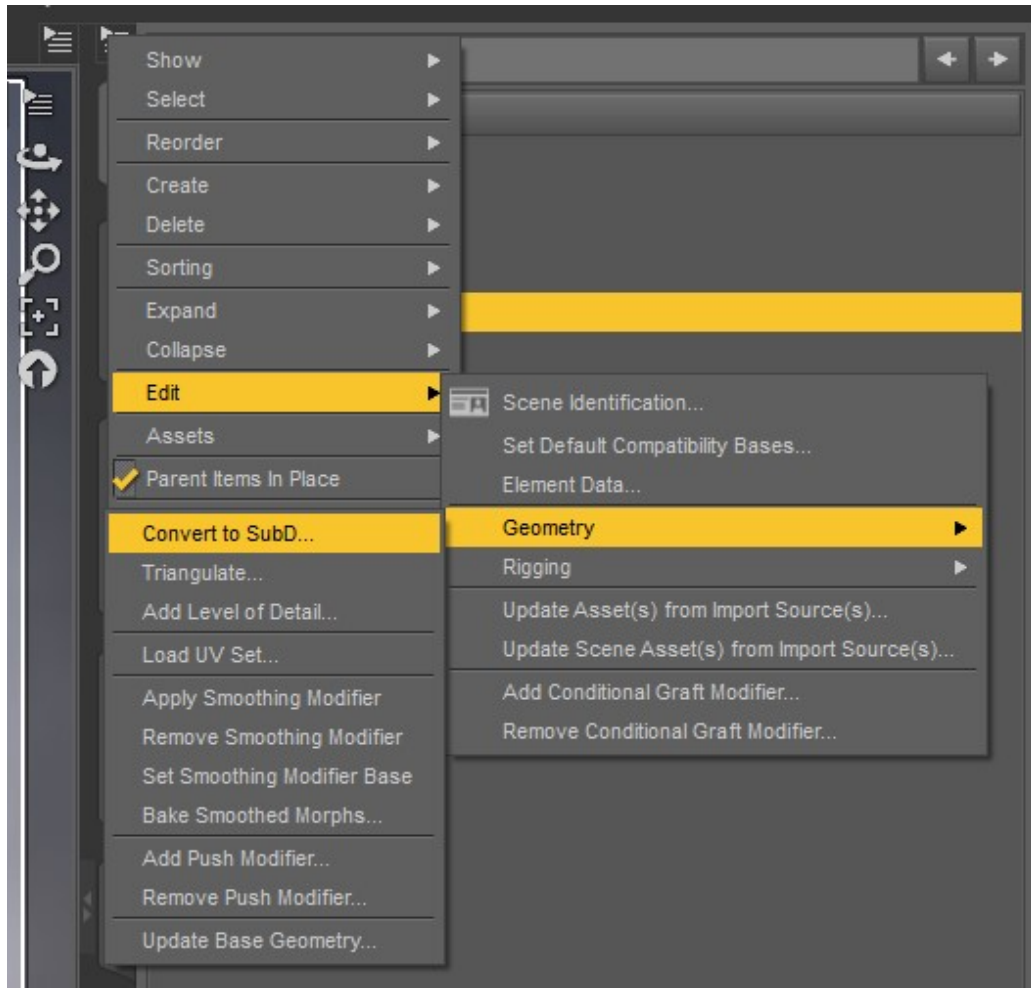 Show
Select
Reorder
Create
Delete
Sorting
Expand
Collapse
Edit
Assets
Parent Items In Place
Scene Identification...
Set Default Compatibility Bases...
Element Data...
Geometry
Rigging
Update Asset(s) from Import Source(s)...
Update Scene Asset(s) from Import Source(s)...
Add Conditional Graft Modifier...
Remove Conditional Graft Modifier...
Convert to SubD...
Triangulate...
Add Level of Detail...
Load UV Set...
Apply Smoothing Modifier
Remove Smoothing Modifier
Set Smoothing Modifier Base
Bake Smoothed Morphs...
Add Push Modifier...
Remove Push Modifier...
Update Base Geometry...